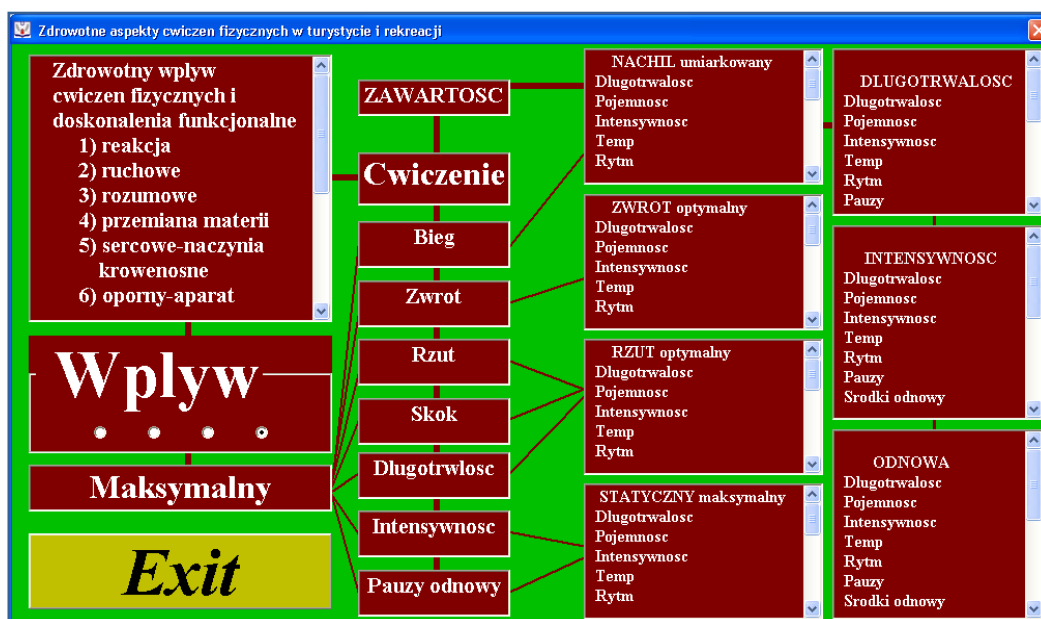 Zdrowotne aspekty cwiczen fizycznych w turystycie i rekreacji
Zdrowotny wplyw
cwiczen fizycznych i
doskonalenia funkcjonalne
1) reakcja
2) ruchowe
3) rozumowe
4) przemiana materii
5) sercowe-naczynia
krowenosne
6) oporny-aparat
Wplyw
Maksymalny
Exit
ZAWARTOSC
Cwiczenie
Bieg
Zwrot
Rzut
Skok
Dlugotrwlosc
Intensywnosc
Pauzy odnowy
NACHIL umiarkowany
Dlugotrwalosc
Pojemnosc
Intensywnosc
Temp
Rytm
ZWROT optymalny
Dlugotrwalosc
Pojemnosc
Intensywnosc
Temp
Rytm
RZUT optymalny
Dlugotrwalosc
Pojemnosc
Intensywnosc
Temp
Rytm
STATYCZNY maksymalny
Dlugotrwalosc
Pojemnosc
Intensywnosc
Temp
Rytm
DLUGOTRWALOSC
Dlugotrwalosc
Pojemnosc
Intensywnosc
Temp
Rytm
Pauzy
INTENSYWNOSC
Dlugotrwalosc
Pojemnosc
Intensywnosc
Temp
Rytm
Pauzy
Srodki odnowy
ODNOWA
Dlugotrwalosc
Pojemnosc
Intensywnosc
Temp
Rytm
Pauzy
Srodki odnowy